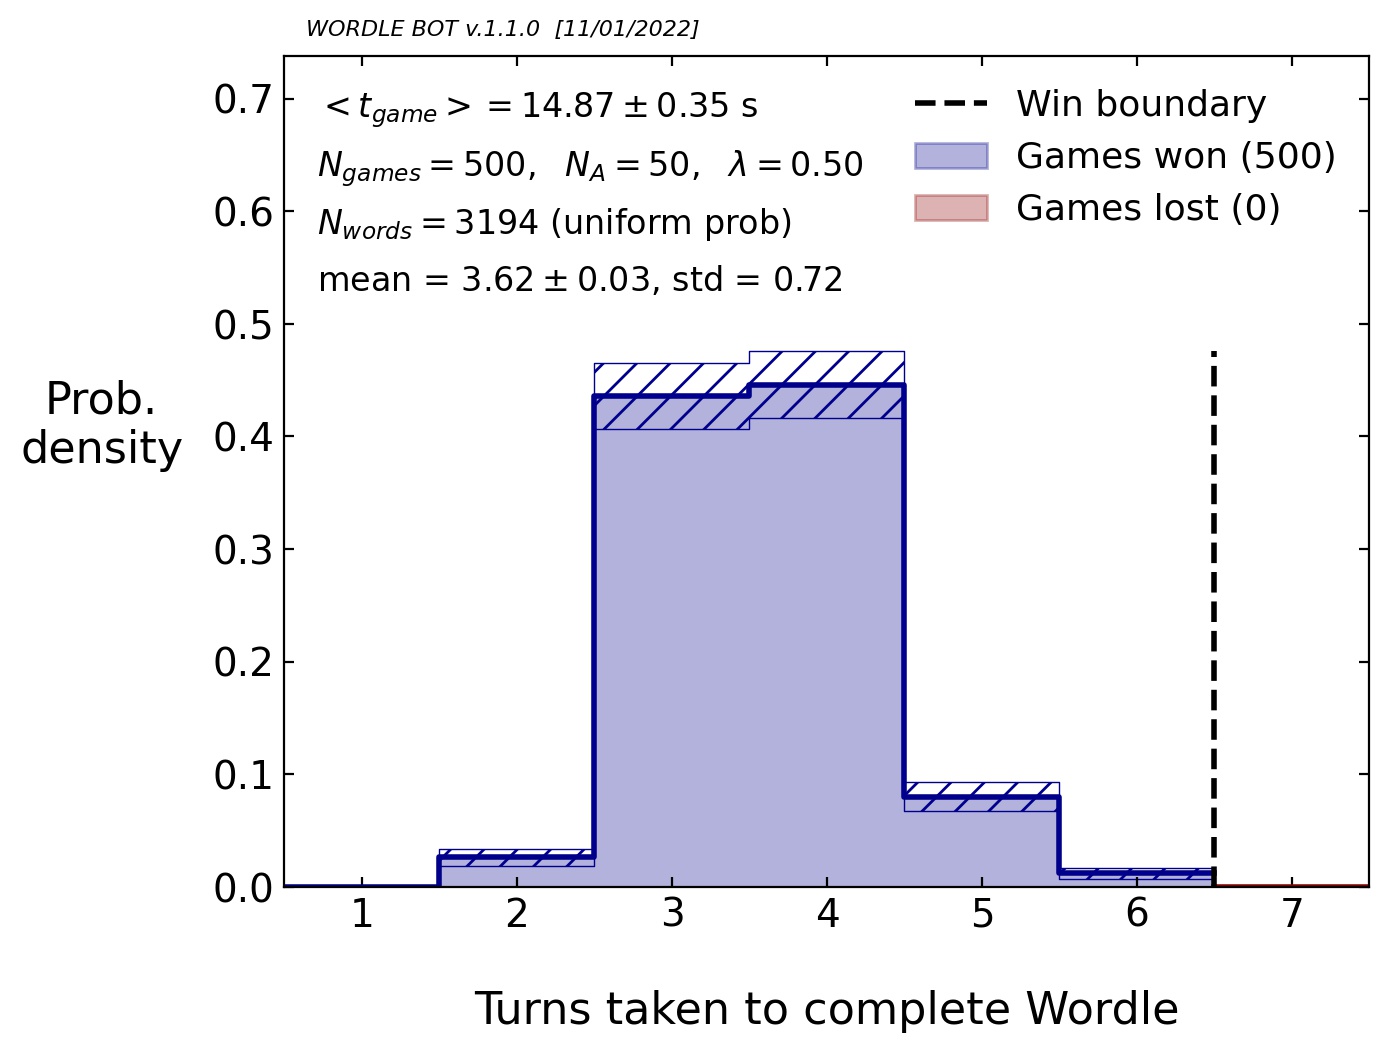 WORDLE BOT v.1.1.0 [11/01/2022]
<t_game> = 14.87 ± 0.35 s
N_games = 500, N_A = 50, λ = 0.50
N_words = 3194 (uniform prob)
mean = 3.62 ± 0.03, std = 0.72
Win boundary
Games won (500)
Games lost (0)
Prob.
density
0.7
0.6
0.5
0.4
0.3
0.2
0.1
0.0
1 2 3 4 5 6 7
Turns taken to complete Wordle